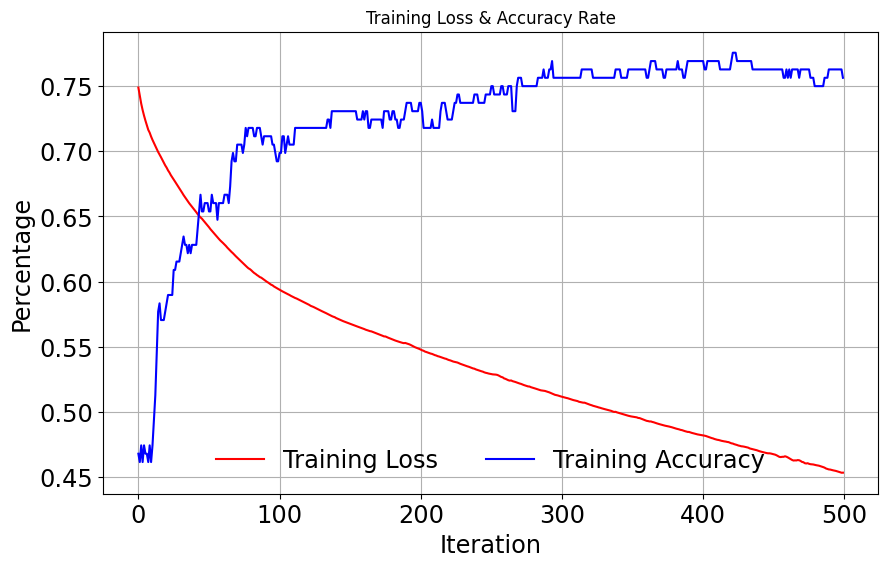 Training Loss & Accuracy Rate
Percentage
0.75
0.70
0.65
0.60
0.55
0.50
0.45
Training Loss
Training Accuracy
0
100
200
300
400
500
Iteration